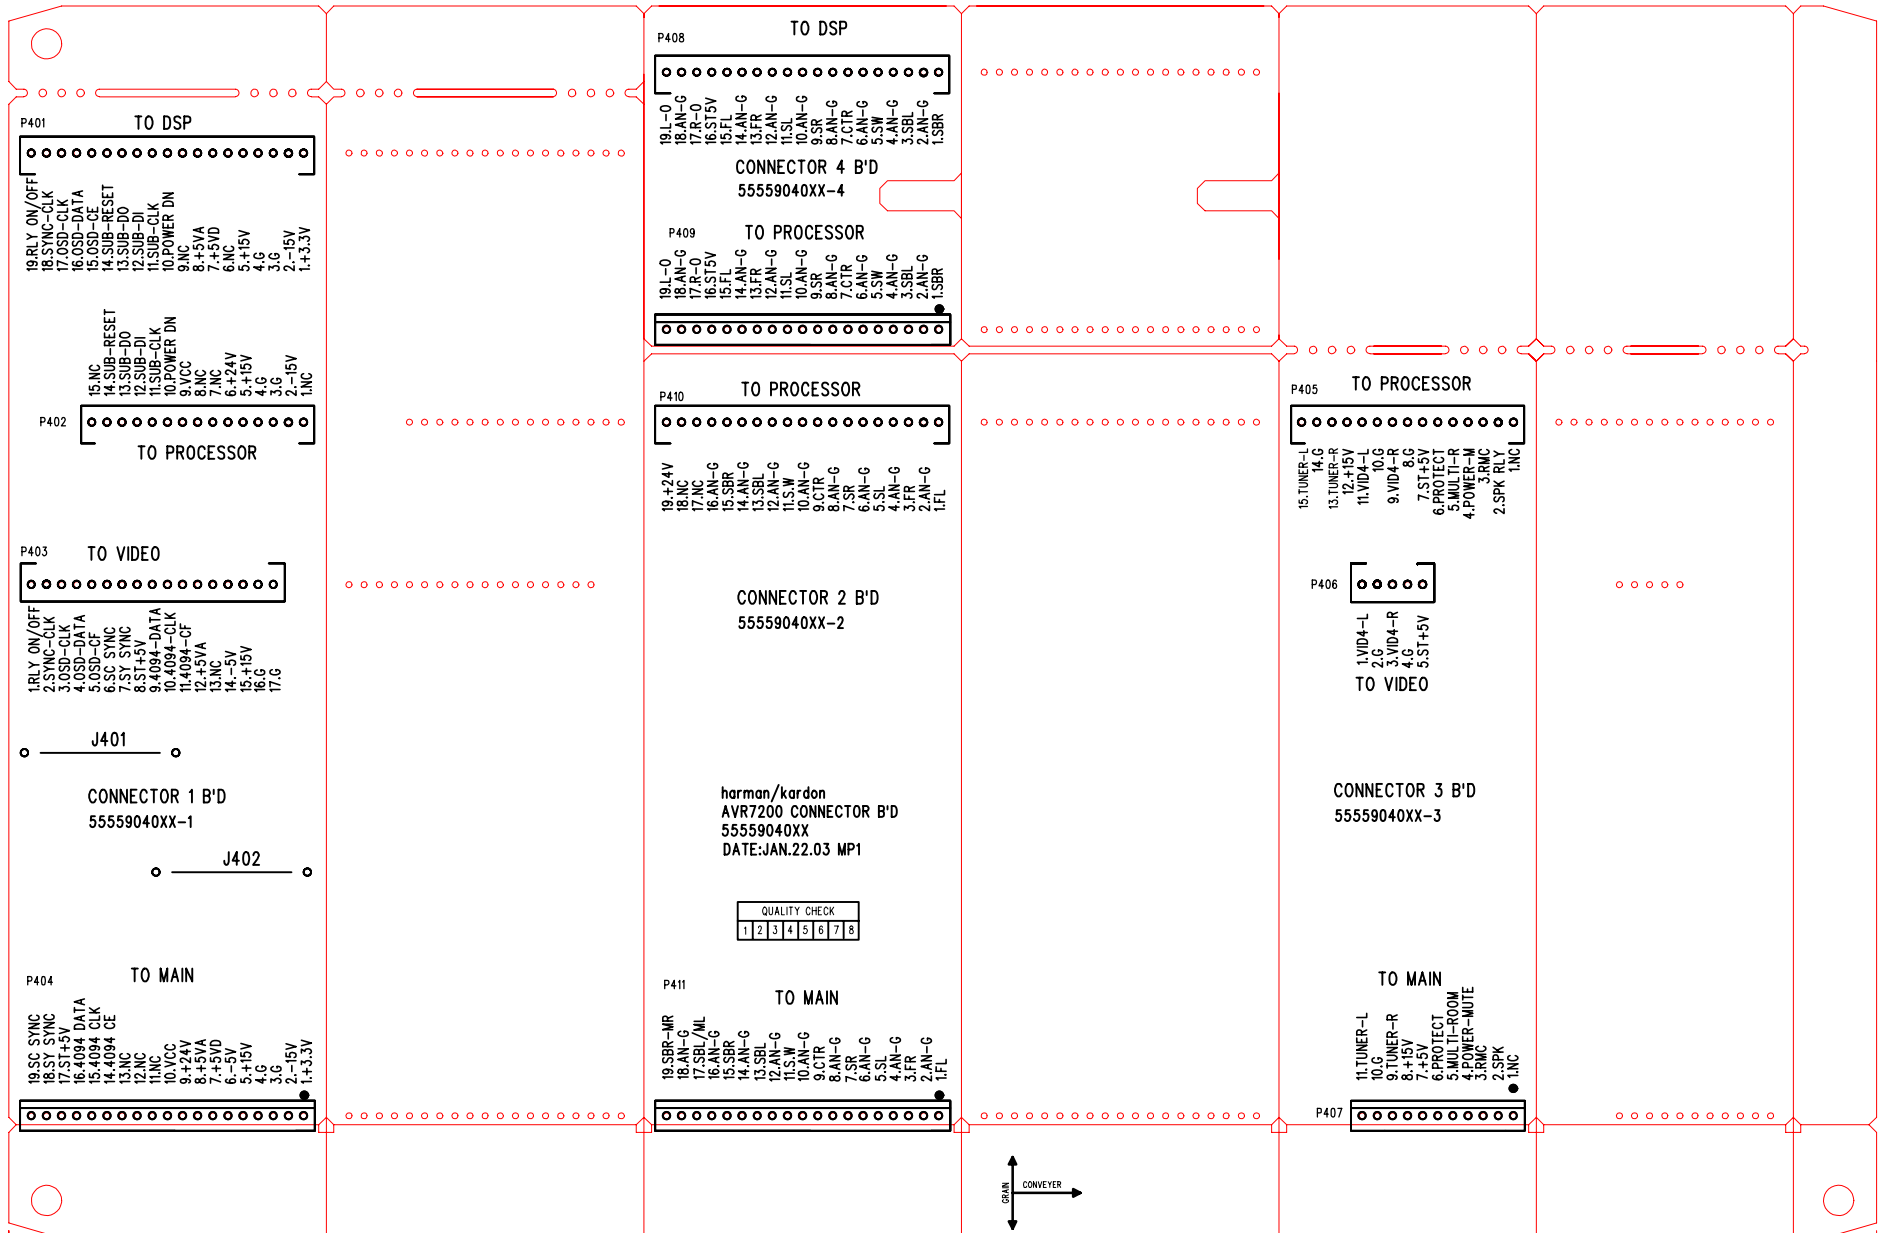 P401
TO DSP
19.RLY ON/OFF
18.SYNC-CLK
17.OSD-CLK
16.OSD-DATA
15.OSD-CE
14.SUB-RESET
13.SUB-DO
12.SUB-DI
11.SUB-CLK
10.POWER DN
9.NC
8.+5VA
7.+5VD
6.NC
5.+15V
4.G
3.G
2.-15V
1.+3.3V
15.NC
14.SUB-RESET
13.SUB-DO
12.SUB-DI
11.SUB-CLK
10.POWER DN
9.VCC
8.NC
7.NC
6.+24V
5.+15V
4.G
3.G
2.-15V
1.NC
P402
TO PROCESSOR
P403
TO VIDEO
1.RLY ON/OFF
2.SYNC-CLK
3.OSD-CLK
4.OSD-DATA
5.OSD-CF
6.SC SYNC
7.SY SYNC
8.ST+5V
9.4094-DATA
10.4094-CLK
11.4094-CF
12.+5VA
13.NC
14.-5V
15.+15V
16.G
17.G
J401
CONNECTOR 1 B'D
55559040XX-1
J402
P404
TO MAIN
19.SC SYNC
18.SY SYNC
17.ST+5V
16.4094 DATA
15.4094 CLK
14.4094 CE
13.NC
12.NC
11.NC
10.VCC
9.+24V
8.+5VA
7.+5VD
6.-5V
5.+15V
4.G
3.G
2.-15V
1.+3.3V
P408
TO DSP
19.L-O
18.AN-G
17.R-O
16.ST5V
15.FL
14.AN-G
13.FR
12.AN-G
11.SL
10.AN-G
9.SR
8.AN-G
7.CTR
6.AN-G
5.SW
4.AN-G
3.SBL
2.AN-G
1.SBR
CONNECTOR 4 B'D
55559040XX-4
P409
TO PROCESSOR
19.L-O
18.AN-G
17.R-O
16.ST5V
15.FL
14.AN-G
13.FR
12.AN-G
11.SL
10.AN-G
9.SR
8.AN-G
7.CTR
6.AN-G
5.SW
4.AN-G
3.SBL
2.AN-G
1.SBR
P410
TO PROCESSOR
19.+24V
18.NC
17.NC
16.AN-G
15.SBR
14.AN-G
13.SBL
12.AN-G
11.S.W
10.AN-G
9.CTR
8.AN-G
7.SR
6.AN-G
5.SL
4.AN-G
3.FR
2.AN-G
1.FL
CONNECTOR 2 B'D
55559040XX-2
harman/kardon
AVR7200 CONNECTOR B'D
55559040XX
DATE:JAN.22.03 MP1
QUALITY CHECK
1 2 3 4 5 6 7 8
P411
TO MAIN
19.SBR-MR
18.AN-G
17.SBL/ML
16.AN-G
15.SBR
14.AN-G
13.SBL
12.AN-G
11.S.W
10.AN-G
9.CTR
8.AN-G
7.SR
6.AN-G
5.SL
4.AN-G
3.FR
2.AN-G
1.FL
P405
TO PROCESSOR
15.TUNER-L
14.G
13.TUNER-R
12.+15V
11.VID4-L
10.G
9.VID4-R
8.G
7.ST+5V
6.PROTECT
5.MULTI-R
4.POWER-M
3.RMC
2.SPK RLY
1.NC
P406
1.VID4-L
2.G
3.VID4-R
4.G
5.ST+5V
TO VIDEO
CONNECTOR 3 B'D
55559040XX-3
TO MAIN
11.TUNER-L
10.G
9.TUNER-R
8.+15V
7.+5V
6.PROTECT
5.MULTI-ROOM
4.POWER-MUTE
3.RMC
2.SPK
1.NC
P407
GRAIN
CONVEYER